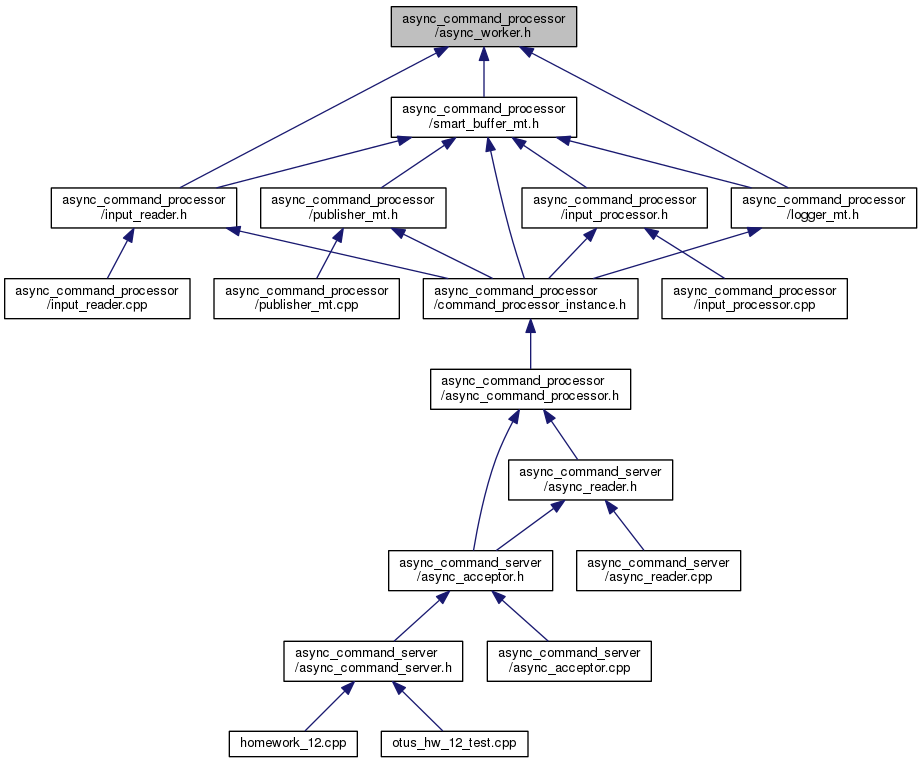 async_command_processor
/async_worker.h
async_command_processor
/smart_buffer_mt.h
async_command_processor
/input_reader.h
async_command_processor
/publisher_mt.h
async_command_processor
/input_processor.h
async_command_processor
/logger_mt.h
async_command_processor
/input_reader.cpp
async_command_processor
/publisher_mt.cpp
async_command_processor
/command_processor_instance.h
async_command_processor
/input_processor.cpp
async_command_processor
/async_command_processor.h
async_command_server
/async_reader.h
async_command_server
/async_acceptor.h
async_command_server
/async_reader.cpp
async_command_server
/async_command_server.h
async_command_server
/async_acceptor.cpp
homework_12.cpp
otus_hw_12_test.cpp